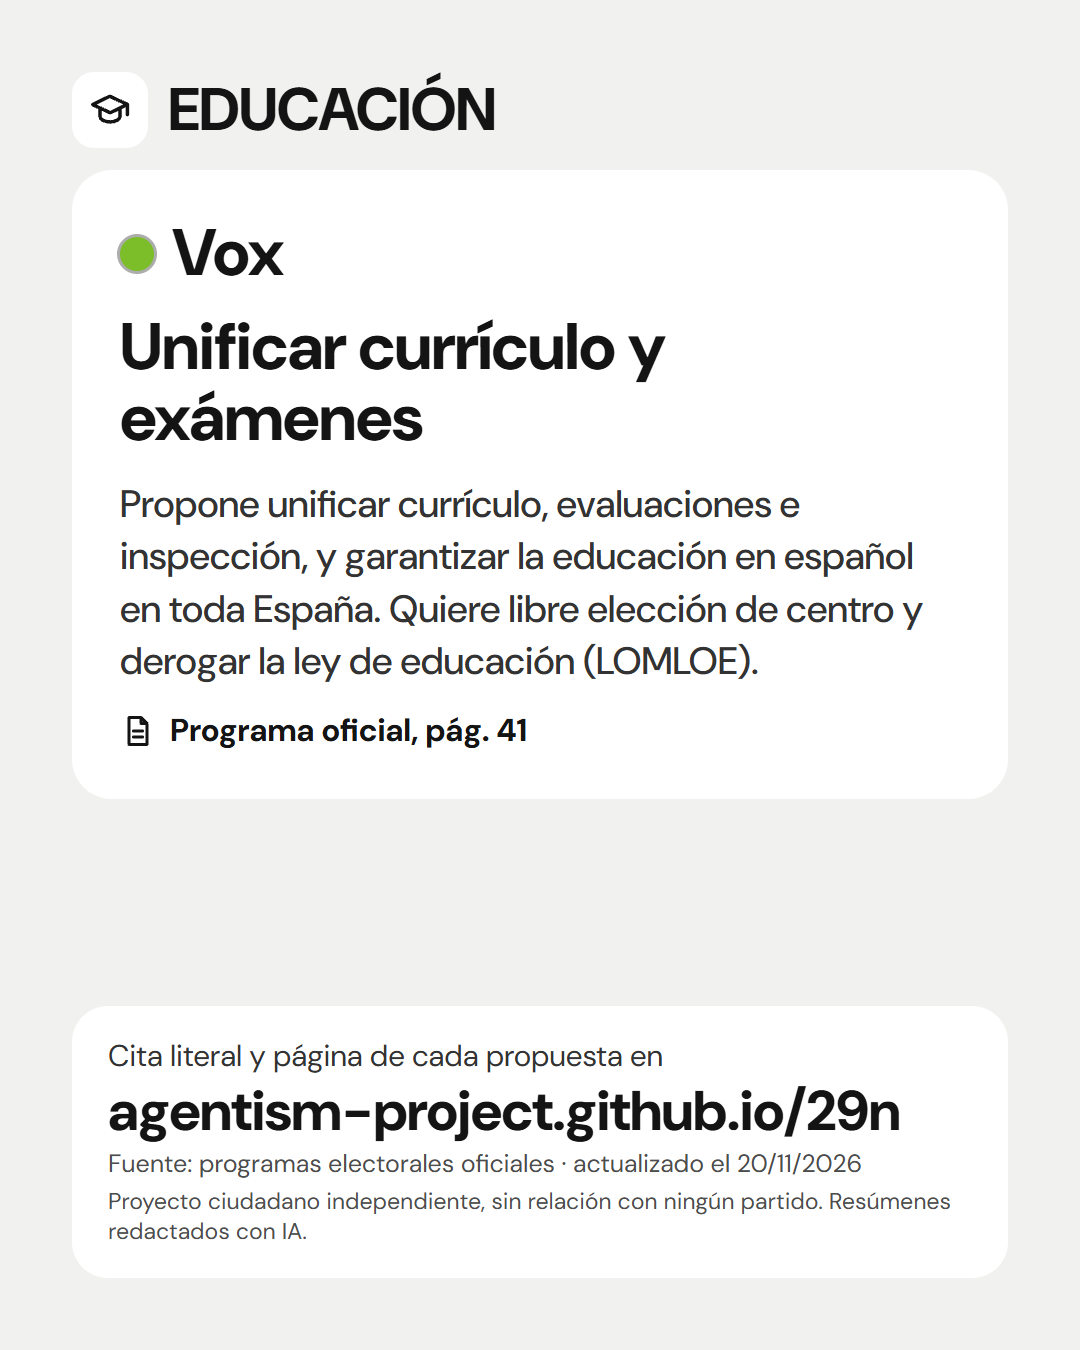 EDUCACIÓN
Vox
Unificar currículo y
exámenes
Propone unificar currículo, evaluaciones e
inspección, y garantizar la educación en español
en toda España. Quiere libre elección de centro y
derogar la ley de educación (LOMLOE).
Programa oficial, pág. 41
Cita literal y página de cada propuesta en
agentism-project.github.io/29n
Fuente: programas electorales oficiales · actualizado el 20/11/2026
Proyecto ciudadano independiente, sin relación con ningún partido. Resúmenes
redactados con IA.